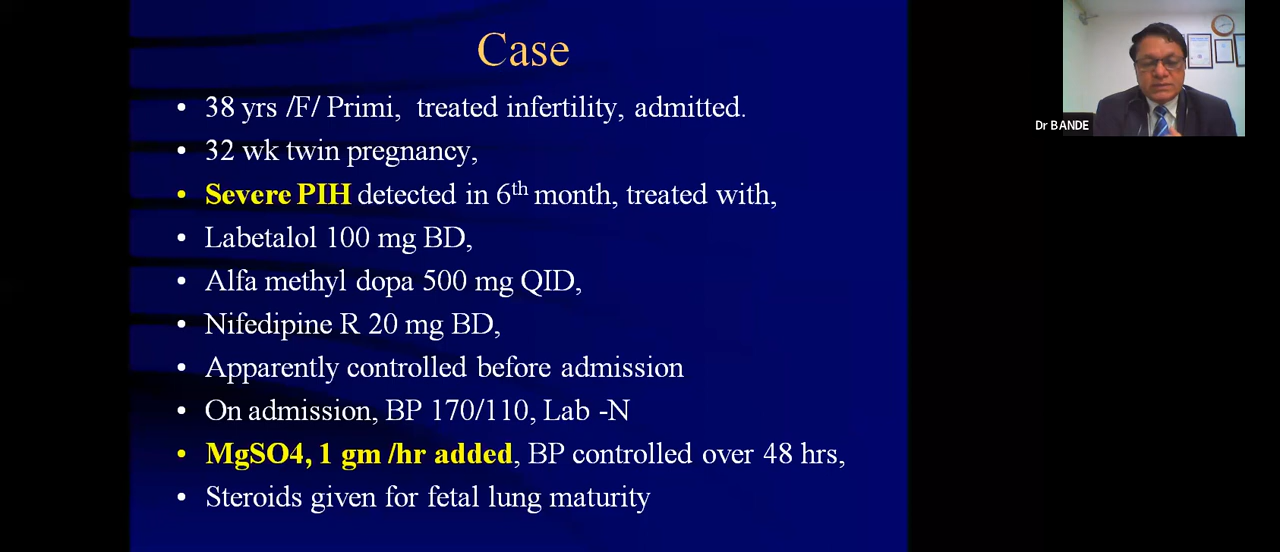 Case
• 38 yrs /F/ Primi, treated infertility, admitted.
• 32 wk twin pregnancy,
• Severe PIH detected in 6th month, treated with,
• Labetalol 100 mg BD,
• Alfa methyl dopa 500 mg QID,
• Nifedipine R 20 mg BD,
• Apparently controlled before admission
• On admission, BP 170/110, Lab -N
• MgSO4, 1 gm /hr added, BP controlled over 48 hrs,
• Steroids given for fetal lung maturity
Dr BANDE